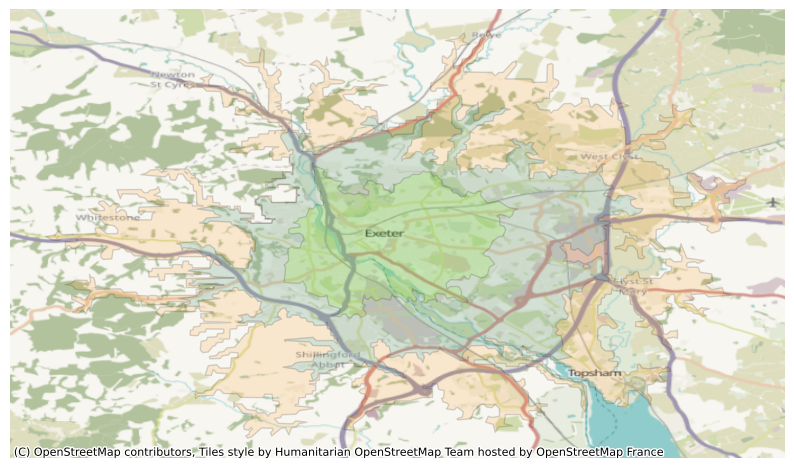 Rewe
Newton
St Cyres
West Clyst
Whitestone
Exeter
Clyst St
Mary
Shillingford
Abbot
Topsham
(C) OpenStreetMap contributors, Tiles style by Humanitarian OpenStreetMap Team hosted by OpenStreetMap France